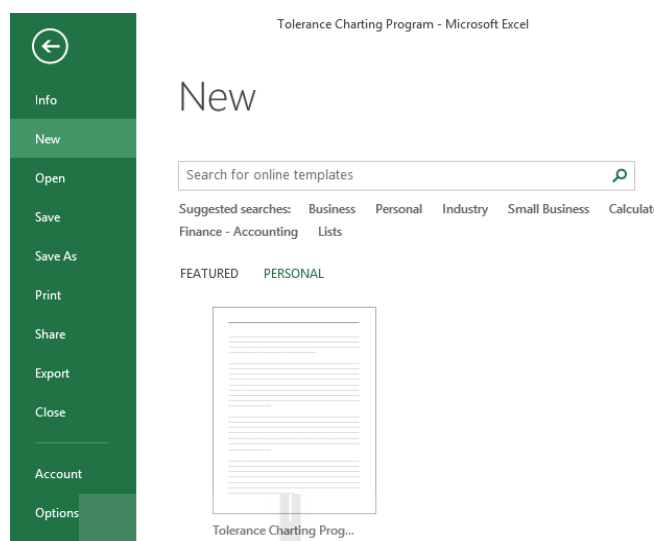 Tolerance Charting Program - Microsoft Excel
Info
New
Open
Save
Save As
Print
Share
Export
Close
Account
Options
New
Search for online templates
Suggested searches: Business Personal Industry Small Business Calculat
Finance - Accounting Lists
FEATURED PERSONAL
Tolerance Charting Prog...